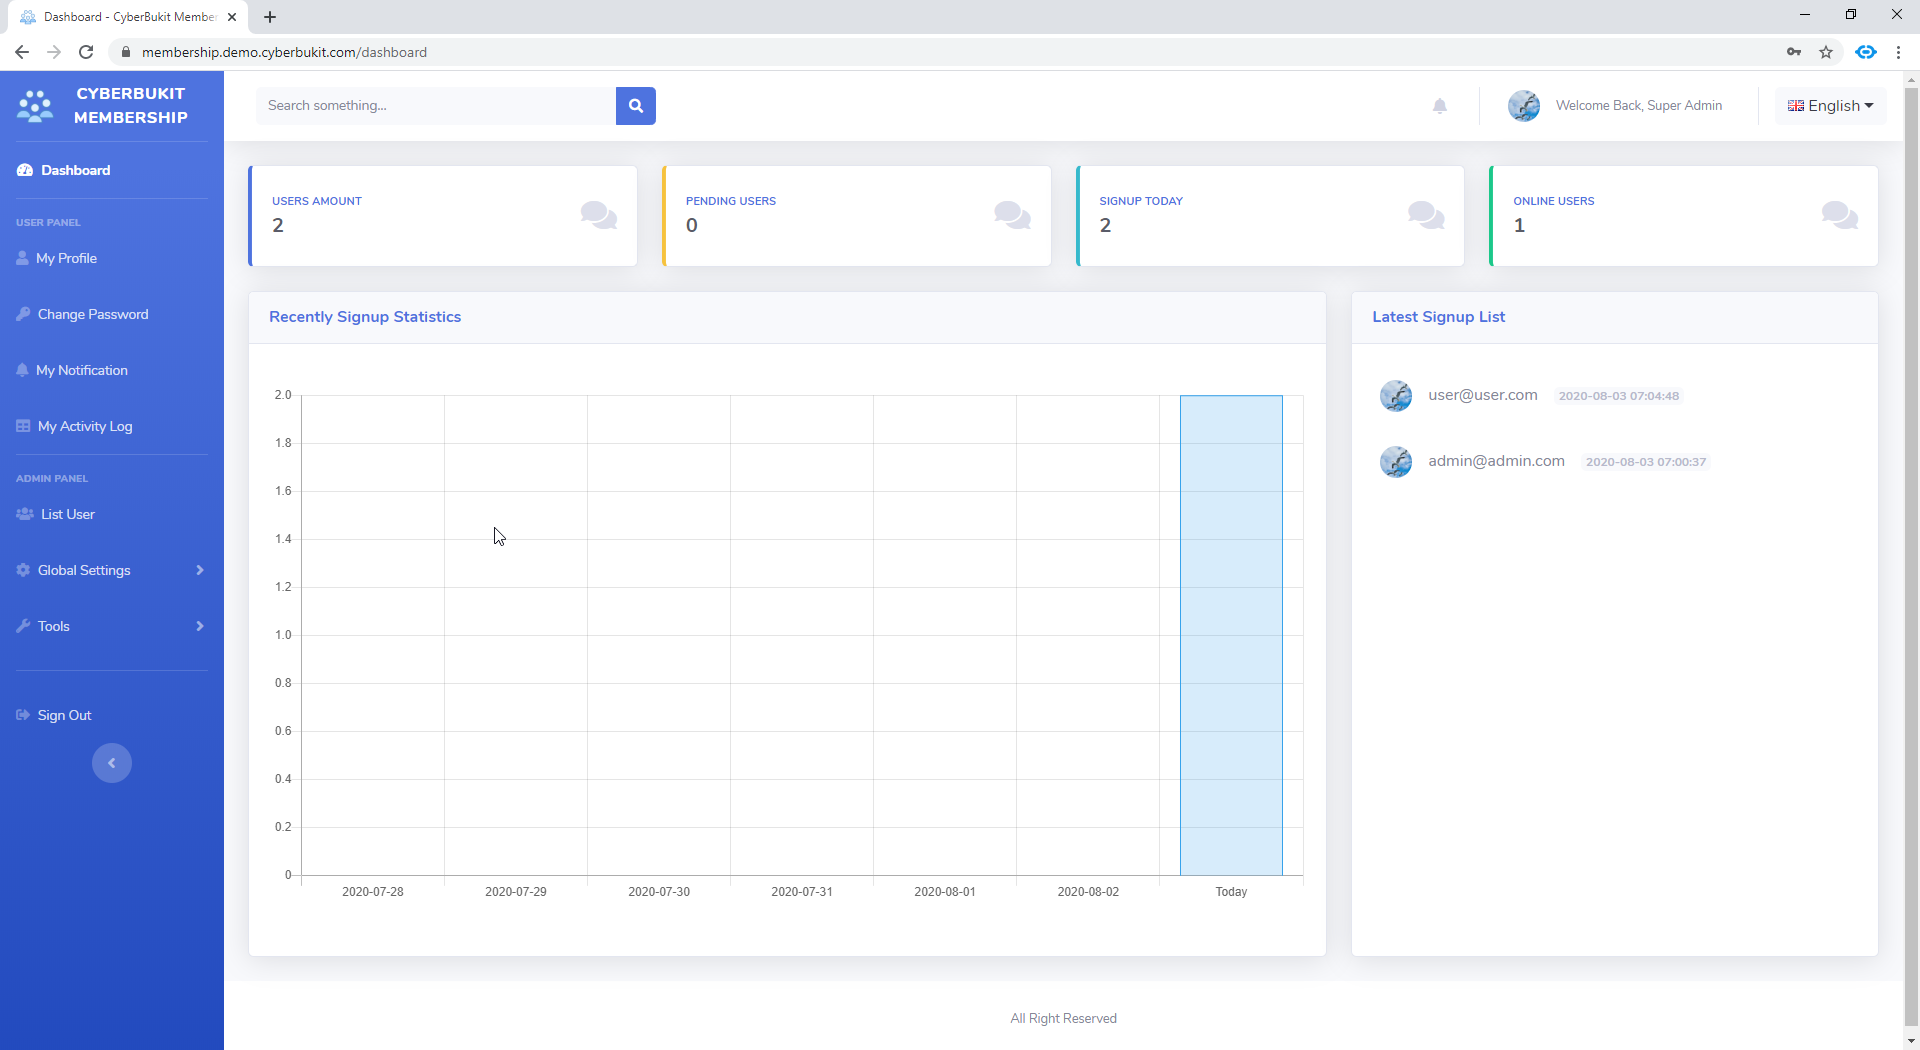 Dashboard - CyberBukit Member
membership.demo.cyberbukit.com/dashboard
CYBERBUKIT
MEMBERSHIP
Dashboard
USER PANEL
My Profile
Change Password
My Notification
My Activity Log
ADMIN PANEL
List User
Global Settings
Tools
Sign Out
Search something...
Welcome Back, Super Admin
English
USERS AMOUNT
2
PENDING USERS
0
SIGNUP TODAY
2
ONLINE USERS
1
Recently Signup Statistics
2.0
1.8
1.6
1.4
1.2
1.0
0.8
0.6
0.4
0.2
0
2020-07-28 2020-07-29 2020-07-30 2020-07-31 2020-08-01 2020-08-02 Today
Latest Signup List
user@user.com 2020-08-03 07:04:48
admin@admin.com 2020-08-03 07:00:37
All Right Reserved